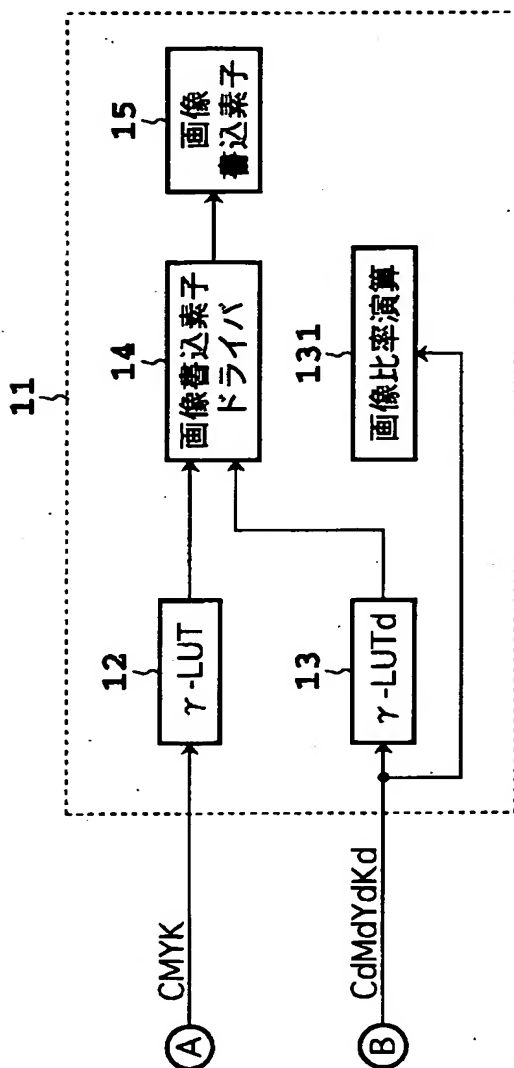 11
A
CMYK
12
γ-LUT
14
画像書込素子
ドライバ
15
画像
書込素子
B
CdMdYdKd
13
γ-LUTd
131
画像比率演算